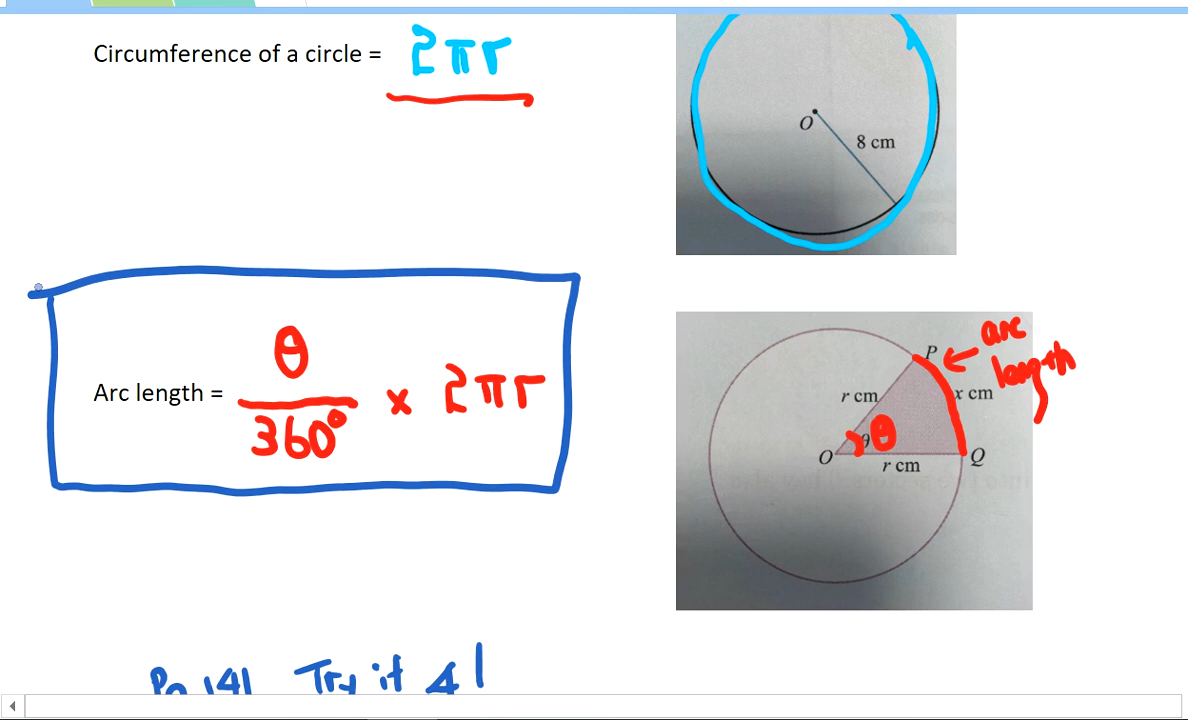 Circumference of a circle = 2πr
O
8 cm
Arc length = θ/360° × 2πr
arc
length
P
r cm
x cm
θ θ
O
r cm
Q
Pg 141 Try it 4!